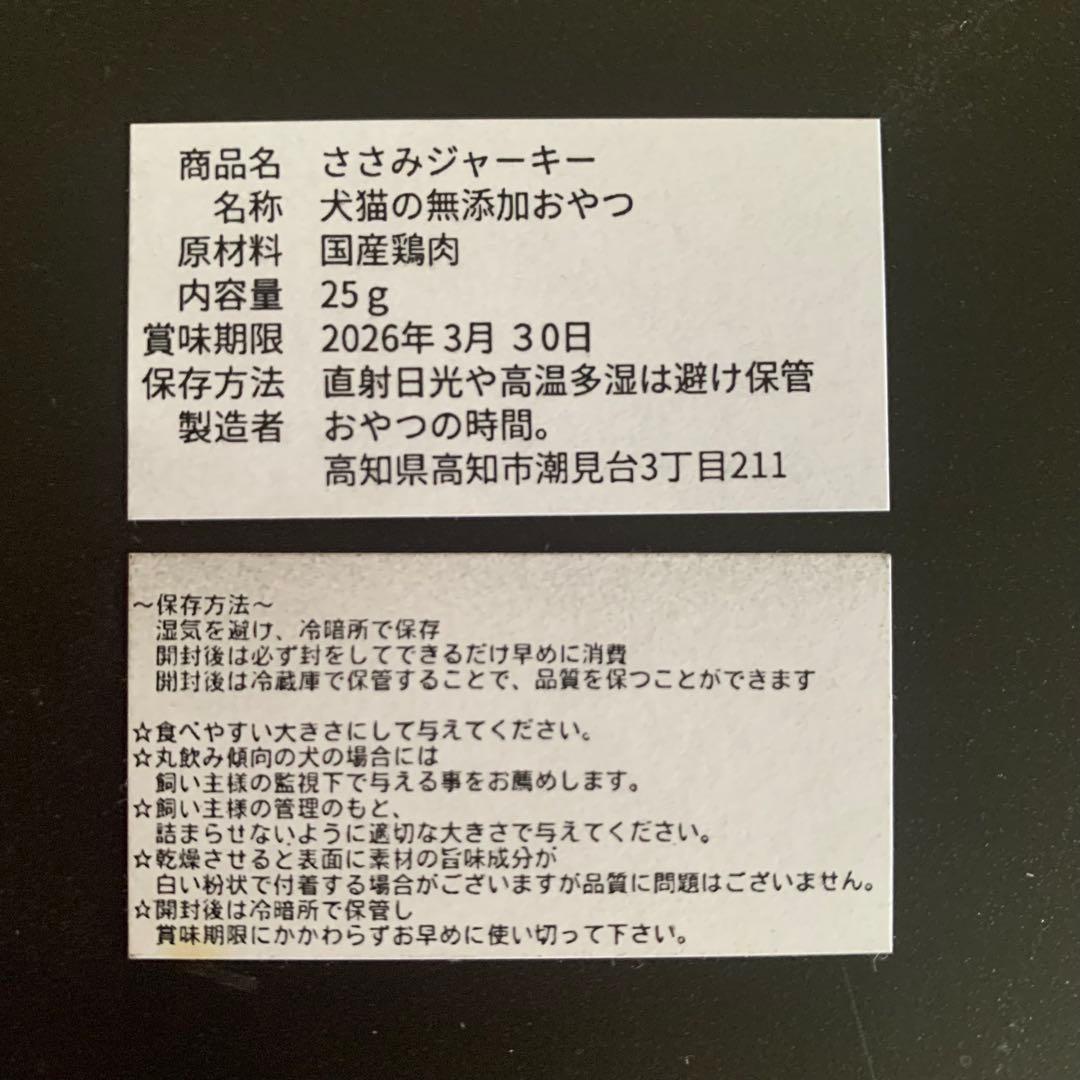 商品名 ささみジャーキー
名称 犬猫の無添加おやつ
原材料 国産鶏肉
内容量 25g
賞味期限 2026年 3月 30日
保存方法 直射日光や高温多湿は避け保管
製造者 おやつの時間。
高知県高知市潮見台3丁目211
～保存方法～
湿気を避け、冷暗所で保存
開封後は必ず封をしてできるだけ早めに消費
開封後は冷蔵庫で保管することで、品質を保つことができます
☆食べやすい大きさにして与えてください。
☆丸飲み傾向の犬の場合には
飼い主様の監視下で与える事をお薦めします。
☆飼い主様の管理のもと、
詰まらせないように適切な大きさで与えてください。
☆乾燥させると表面に素材の旨味成分が
白い粉状で付着する場合がございますが品質に問題はございません。
☆開封後は冷暗所で保管し
賞味期限にかかわらずお早めに使い切って下さい。